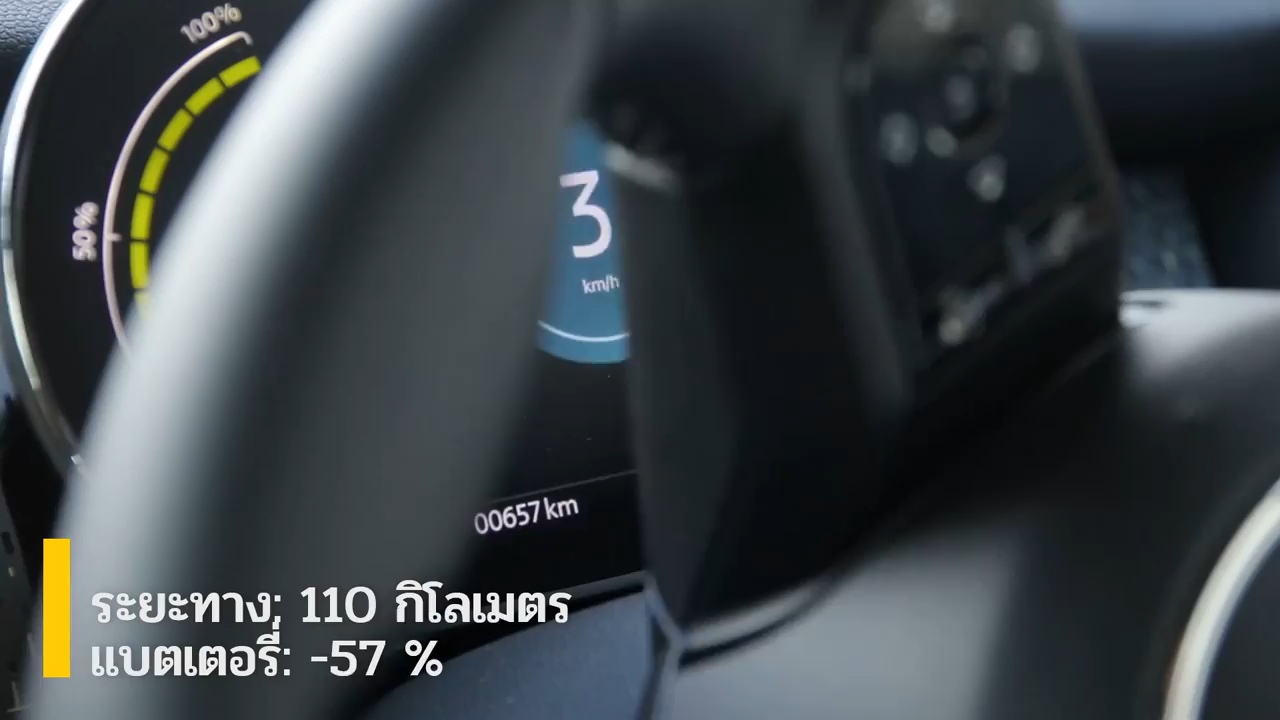 100%
50%
3
km/h
00657 km
ระยะทาง: 110 กิโลเมตร
แบตเตอรี่: -57 %